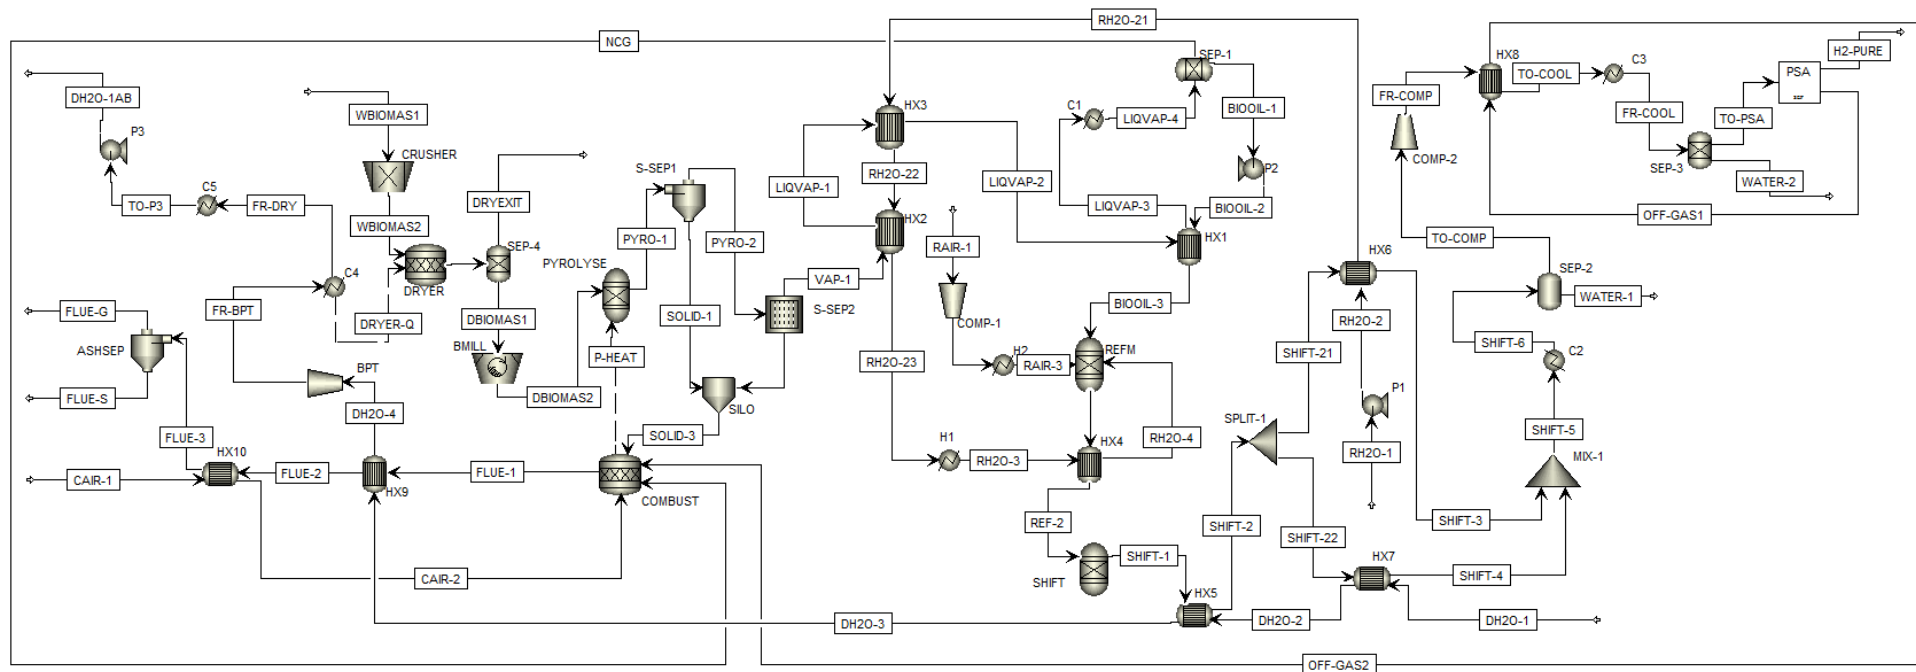 RH2O-21
NCG
SEP-1
HX8
H2-PURE
C3
PSA
TO-COOL
DH2O-1AB
WBIOMAS1
HX3
C1
LIQVAP-4
BIOOIL-1
FR-COMP
FR-COOL
TO-PSA
P3
CRUSHER
S-SEP1
COMP-2
SEP-3
RH2O-22
P2
C5
LIQVAP-1
LIQVAP-2
WATER-2
TO-P3
FR-DRY
DRYEXIT
LIQVAP-3
BIOOIL-2
OFF-GAS1
WBIOMAS2
HX2
PYRO-1
PYRO-2
RAIR-1
HX1
TO-COMP
SEP-4
HX6
PYROLYSE
C4
VAP-1
SEP-2
DRYER
WATER-1
FLUE-G
FR-BPT
BIOOIL-3
DRYER-Q
DBIOMAS1
SOLID-1
S-SEP2
RH2O-2
COMP-1
ASHSEP
BMILL
P-HEAT
H2
RAIR-3
REFM
SHIFT-21
SHIFT-6
C2
RH2O-23
BPT
P1
FLUE-S
DBIOMAS2
SILO
DH2O-4
SPLIT-1
SHIFT-5
FLUE-3
SOLID-3
H1
RH2O-3
HX4
RH2O-4
RH2O-1
MIX-1
HX10
CAIR-1
FLUE-2
FLUE-1
HX9
COMBUST
REF-2
SHIFT-2
SHIFT-3
SHIFT-22
SHIFT-1
HX7
CAIR-2
SHIFT
SHIFT-4
HX5
DH2O-3
DH2O-2
DH2O-1
OFF-GAS2